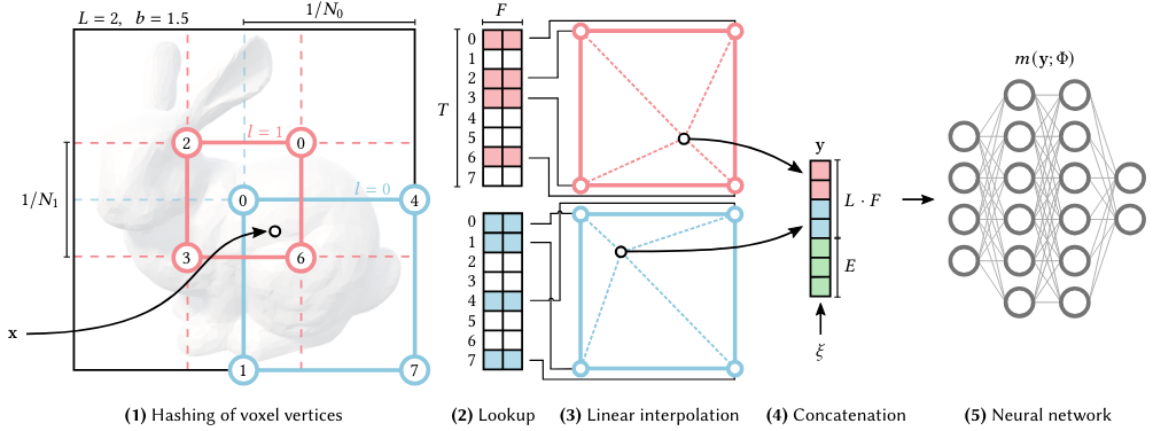 L = 2, b = 1.5
1/N₀
l = 1
2
0
1/N₁
l = 0
0
4
3
6
x
1
7
F
T
0
1
2
3
4
5
6
7
0
1
2
3
4
5
6
7
y
L · F
E
ξ
m(y; Φ)
(1) Hashing of voxel vertices
(2) Lookup
(3) Linear interpolation
(4) Concatenation
(5) Neural network